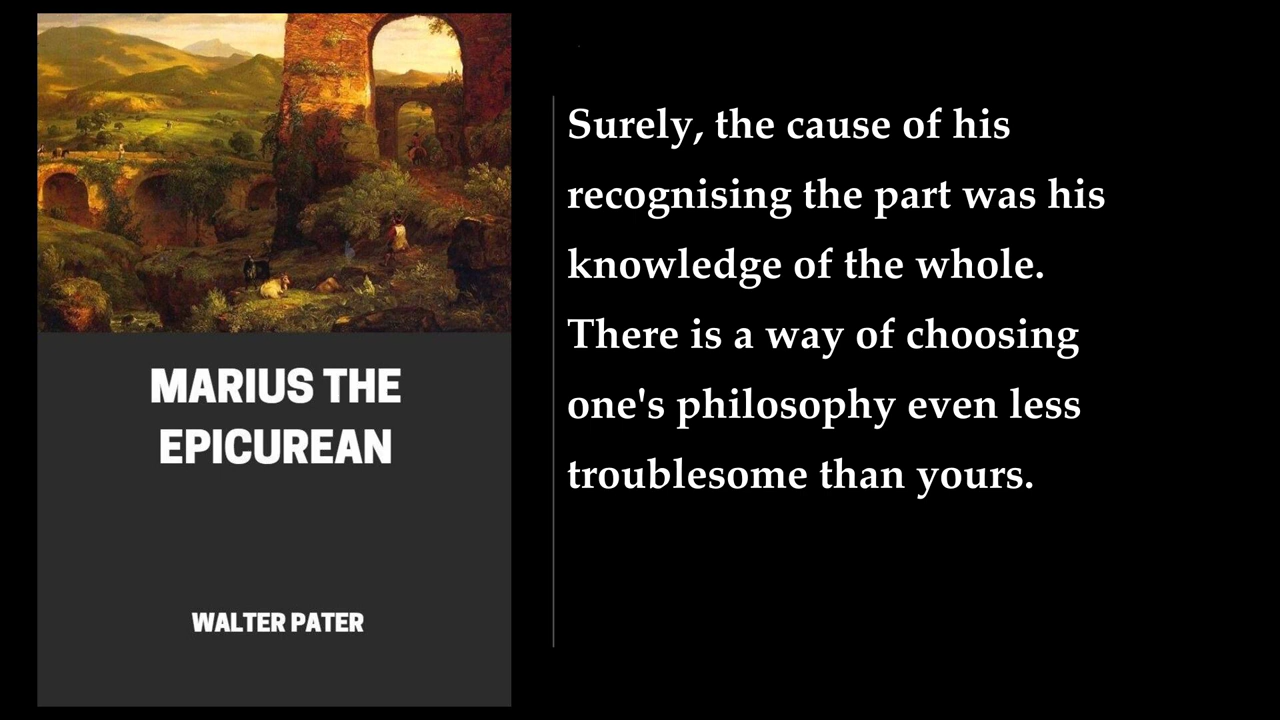 MARIUS THE
EPICUREAN
WALTER PATER
Surely, the cause of his
recognising the part was his
knowledge of the whole.
There is a way of choosing
one's philosophy even less
troublesome than yours.